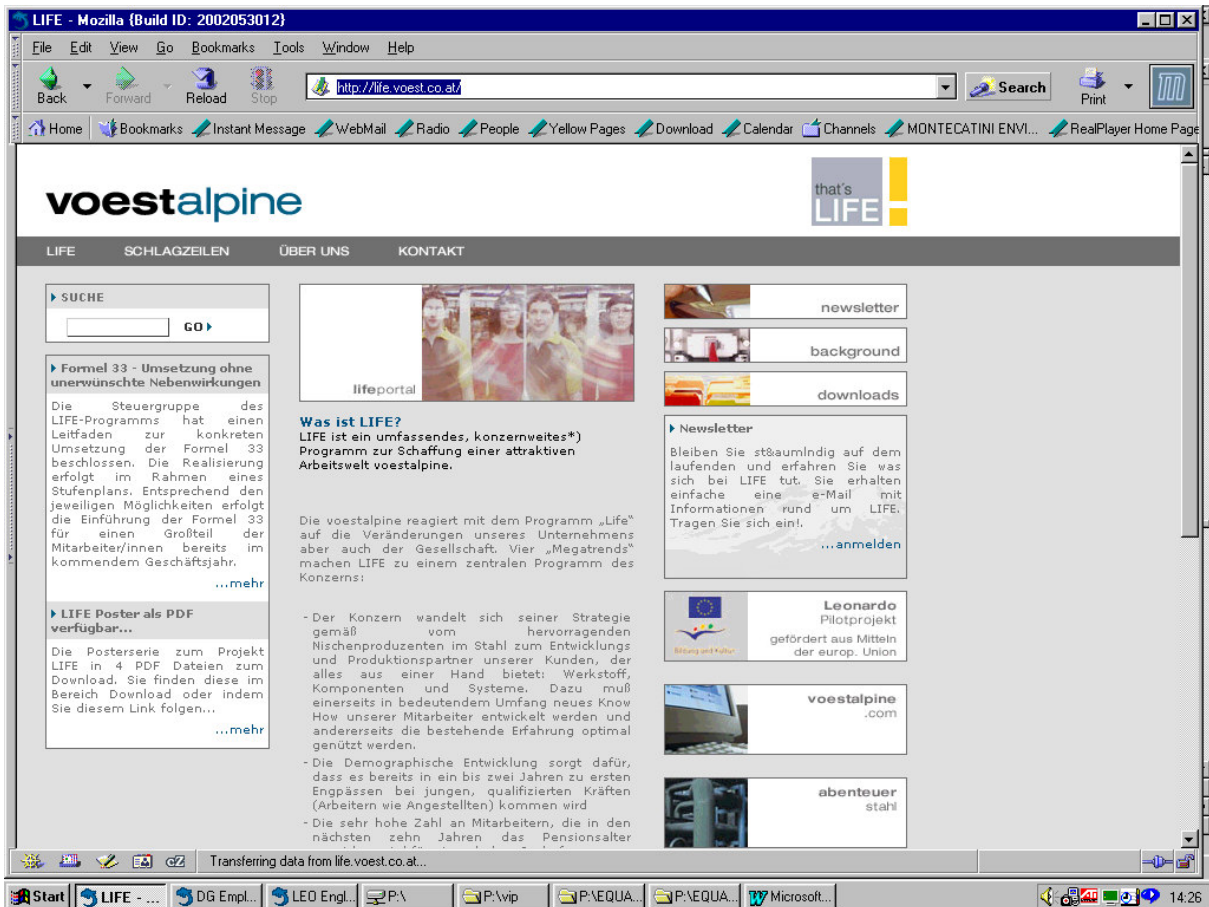 LIFE - Mozilla {Build ID: 2002053012}
File Edit View Go Bookmarks Tools Window Help
Back Forward Reload Stop http://life.voest.co.at/ Search Print
Home Bookmarks Instant Message WebMail Radio People Yellow Pages Download Calendar Channels MONTECATINI ENVI... RealPlayer Home Page
voestalpine
that´s
LIFE
LIFE SCHLAGZEILEN ÜBER UNS KONTAKT
SUCHE
GO
Formel 33 - Umsetzung ohne
unerwünschte Nebenwirkungen
Die Steuergruppe des
LIFE-Programms hat einen
Leitfaden zur konkreten
Umsetzung der Formel 33
beschlossen. Die Realisierung
erfolgt im Rahmen eines
Stufenplans. Entsprechend den
jeweiligen Möglichkeiten erfolgt
die Einführung der Formel 33
für einen Großteil der
Mitarbeiter/innen bereits im
kommendem Geschäftsjahr.
...mehr
LIFE Poster als PDF
verfügbar...
Die Posterserie zum Projekt
LIFE in 4 PDF Dateien zum
Download. Sie finden diese im
Bereich Download oder indem
Sie diesem Link folgen...
...mehr
lifeportal
Was ist LIFE?
LIFE ist ein umfassendes, konzernweites*)
Programm zur Schaffung einer attraktiven
Arbeitswelt voestalpine.
Die voestalpine reagiert mit dem Programm „Life"
auf die Veränderungen unseres Unternehmens
aber auch der Gesellschaft. Vier „Megatrends"
machen LIFE zu einem zentralen Programm des
Konzerns:
- Der Konzern wandelt sich seiner Strategie
gemäß vom hervorragenden
Nischenproduzenten im Stahl zum Entwicklungs
und Produktionspartner unserer Kunden, der
alles aus einer Hand bietet: Werkstoff,
Komponenten und Systeme. Dazu muß
einerseits in bedeutendem Umfang neues Know
How unserer Mitarbeiter entwickelt werden und
andererseits die bestehende Erfahrung optimal
genützt werden.
- Die Demographische Entwicklung sorgt dafür,
dass es bereits in ein bis zwei Jahren zu ersten
Engpässen bei jungen, qualifizierten Kräften
(Arbeitern wie Angestellten) kommen wird
- Die sehr hohe Zahl an Mitarbeitern, die in den
nächsten zehn Jahren das Pensionsalter
newsletter
background
downloads
Newsletter
Bleiben Sie st&aumlndig auf dem
laufenden und erfahren Sie was
sich bei LIFE tut. Sie erhalten
einfache eine e-Mail mit
Informationen rund um LIFE.
Tragen Sie sich ein!.
...anmelden
Bildung und Kultur
Leonardo
Pilotprojekt
gefördert aus Mitteln
der europ. Union
voestalpine
.com
abenteuer
stahl
Transferring data from life.voest.co.at...
Start LIFE - ... DG Empl... LEO Engl... P:\ P:\vip P:\EQUA... P:\EQUA... Microsoft... 14:26